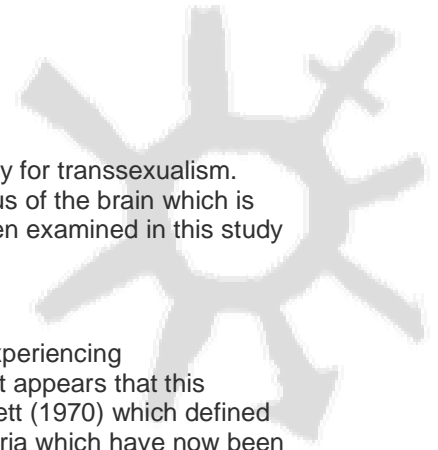 y for transsexualism.
us of the brain which is
en examined in this study
xperiencing
t appears that this
ett (1970) which defined
ria which have now been